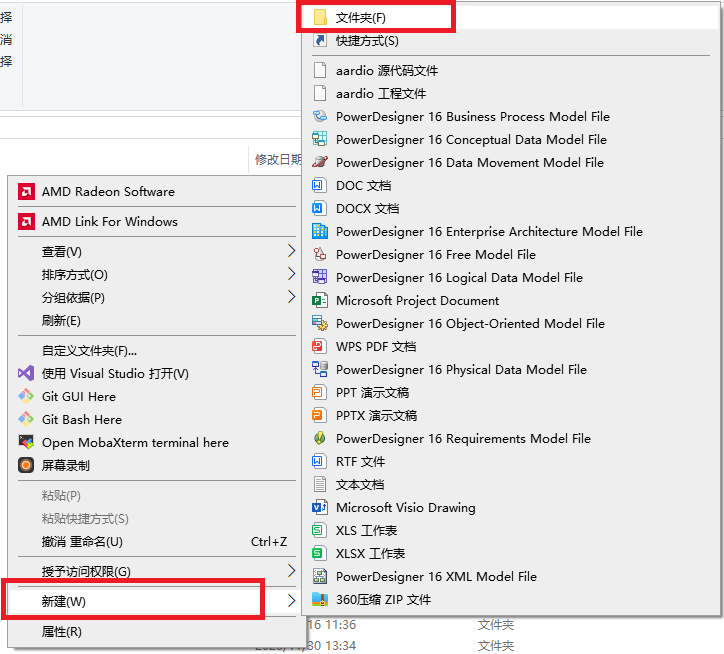 择
消
择
修改日期
AMD Radeon Software
AMD Link For Windows
查看(V)
排序方式(O)
分组依据(P)
刷新(E)
自定义文件夹(F)...
使用 Visual Studio 打开(V)
Git GUI Here
Git Bash Here
Open MobaXterm terminal here
屏幕录制
粘贴(P)
粘贴快捷方式(S)
撤消 重命名(U) Ctrl+Z
授予访问权限(G)
新建(W)
属性(R)
文件夹(F)
快捷方式(S)
aardio 源代码文件
aardio 工程文件
PowerDesigner 16 Business Process Model File
PowerDesigner 16 Conceptual Data Model File
PowerDesigner 16 Data Movement Model File
DOC 文档
DOCX 文档
PowerDesigner 16 Enterprise Architecture Model File
PowerDesigner 16 Free Model File
PowerDesigner 16 Logical Data Model File
Microsoft Project Document
PowerDesigner 16 Object-Oriented Model File
WPS PDF 文档
PowerDesigner 16 Physical Data Model File
PPT 演示文稿
PPTX 演示文稿
PowerDesigner 16 Requirements Model File
RTF 文件
文本文档
Microsoft Visio Drawing
XLS 工作表
XLSX 工作表
PowerDesigner 16 XML Model File
360压缩 ZIP 文件
16 11:36 文件夹
30 13:34 文件夹